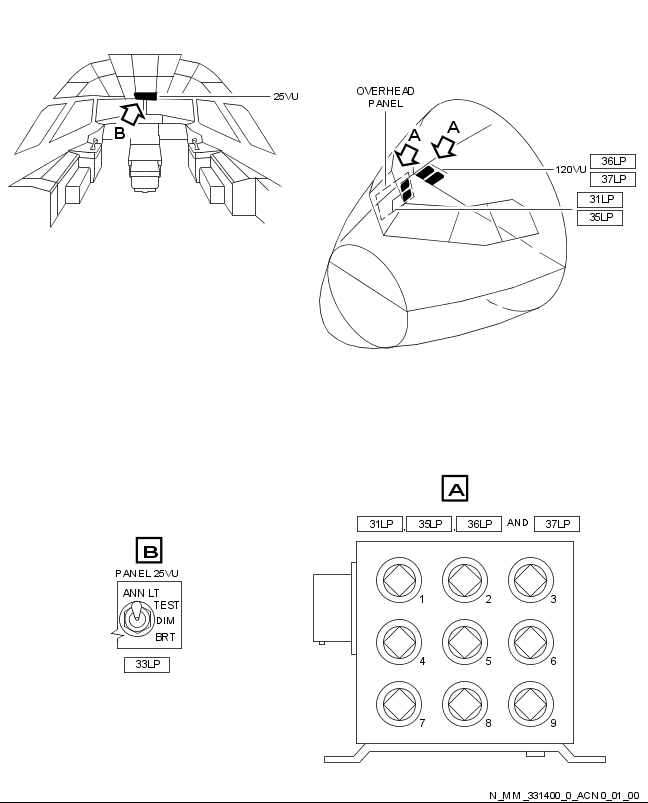 25VU
B
OVERHEAD
PANEL
A
A
120VU
36LP
37LP
31LP
35LP
A
31LP , 35LP , 36LP AND 37LP
1 2 3
4 5 6
7 8 9
B
PANEL 25VU
ANN LT
TEST
DIM
BRT
33LP
N_MM_331400_0_ACN0_01_00